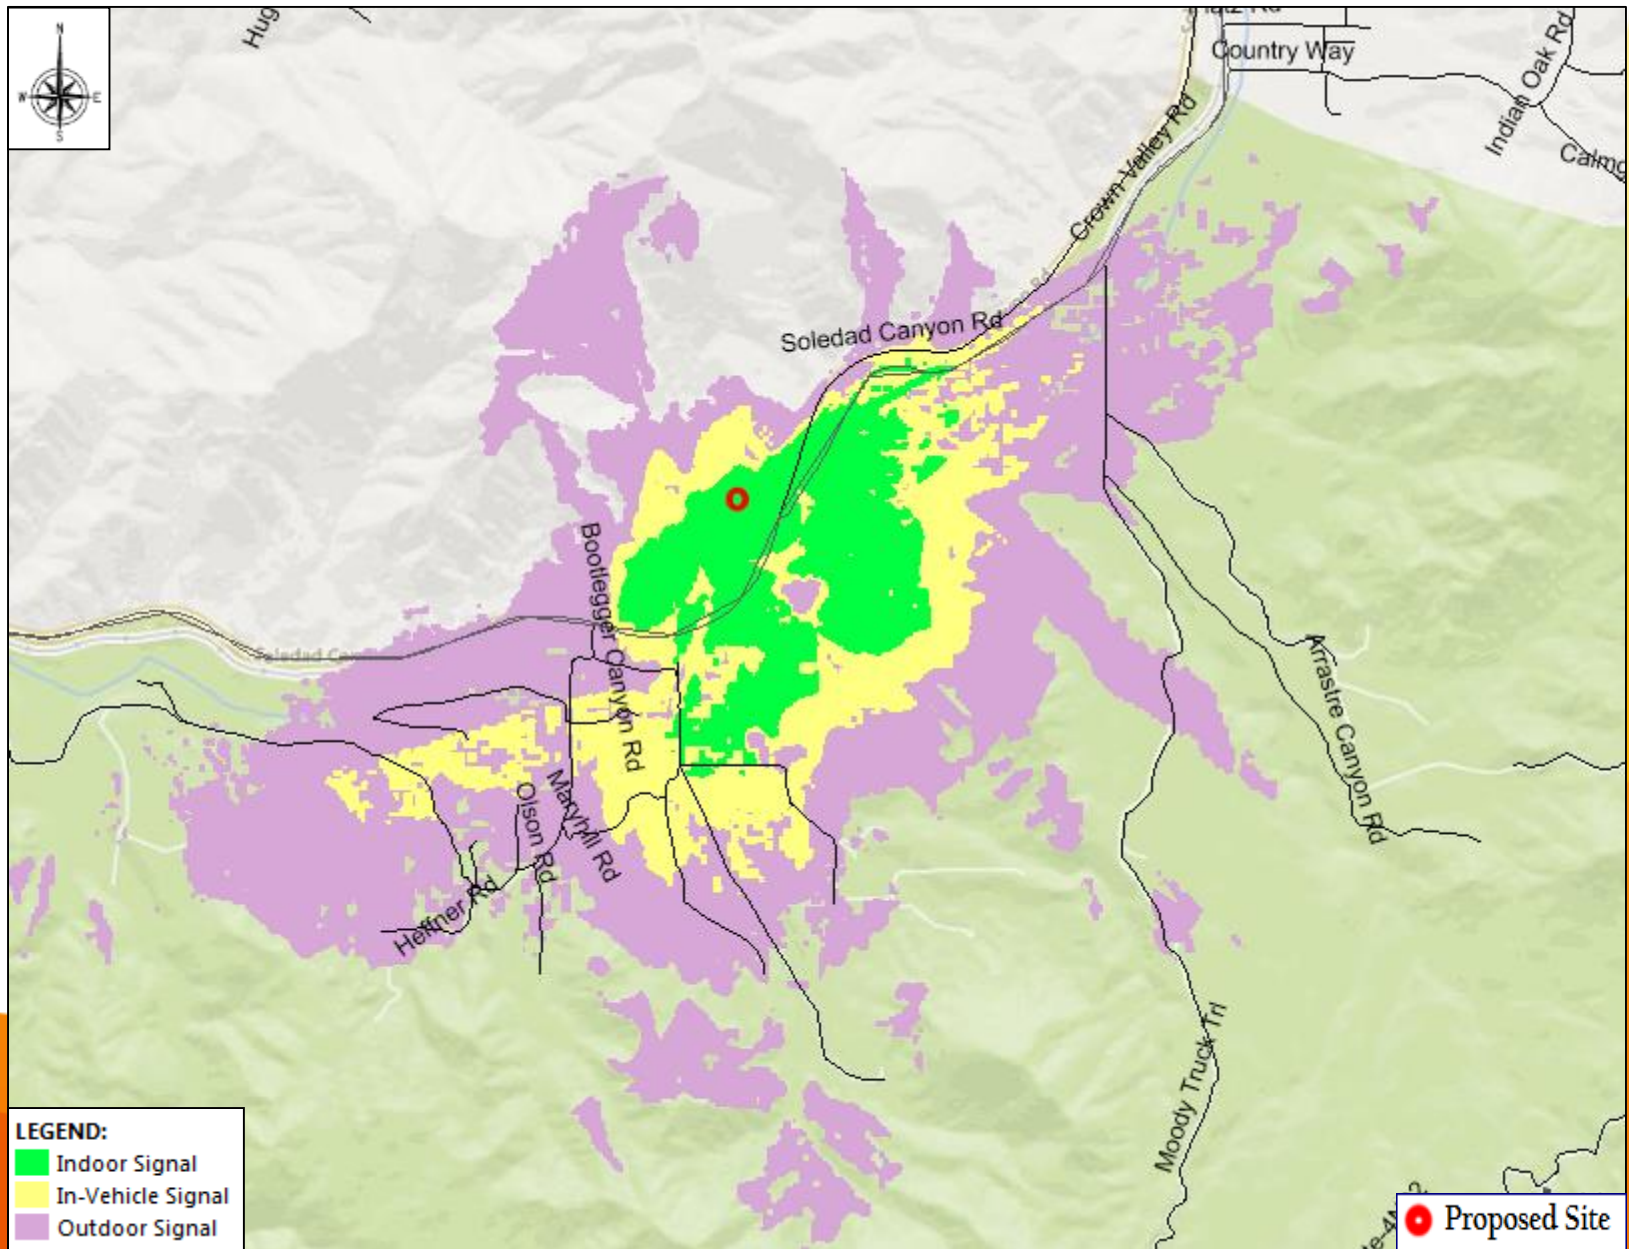 N
W E
S
Hug
Country Way
Indian Oak Rd
Crown Valley Rd
Soledad Canyon Rd
Bootlegger Canyon Rd
Maryhill Rd
Olson Rd
Heffner Rd
Arrastre Canyon Rd
Moody Truck Trl
LEGEND:
Indoor Signal
In-Vehicle Signal
Outdoor Signal
Proposed Site